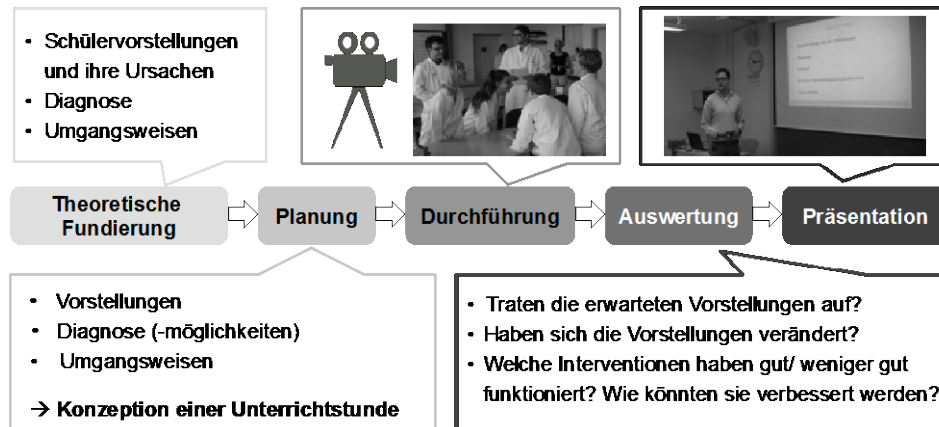 • Schülervorstellungen
und ihre Ursachen
• Diagnose
• Umgangsweisen
Theoretische
Fundierung
Planung
Durchführung
Auswertung
Präsentation
• Vorstellungen
• Diagnose (-möglichkeiten)
• Umgangsweisen
→ Konzeption einer Unterrichtstunde
• Traten die erwarteten Vorstellungen auf?
• Haben sich die Vorstellungen verändert?
• Welche Interventionen haben gut/ weniger gut
funktioniert? Wie könnten sie verbessert werden?